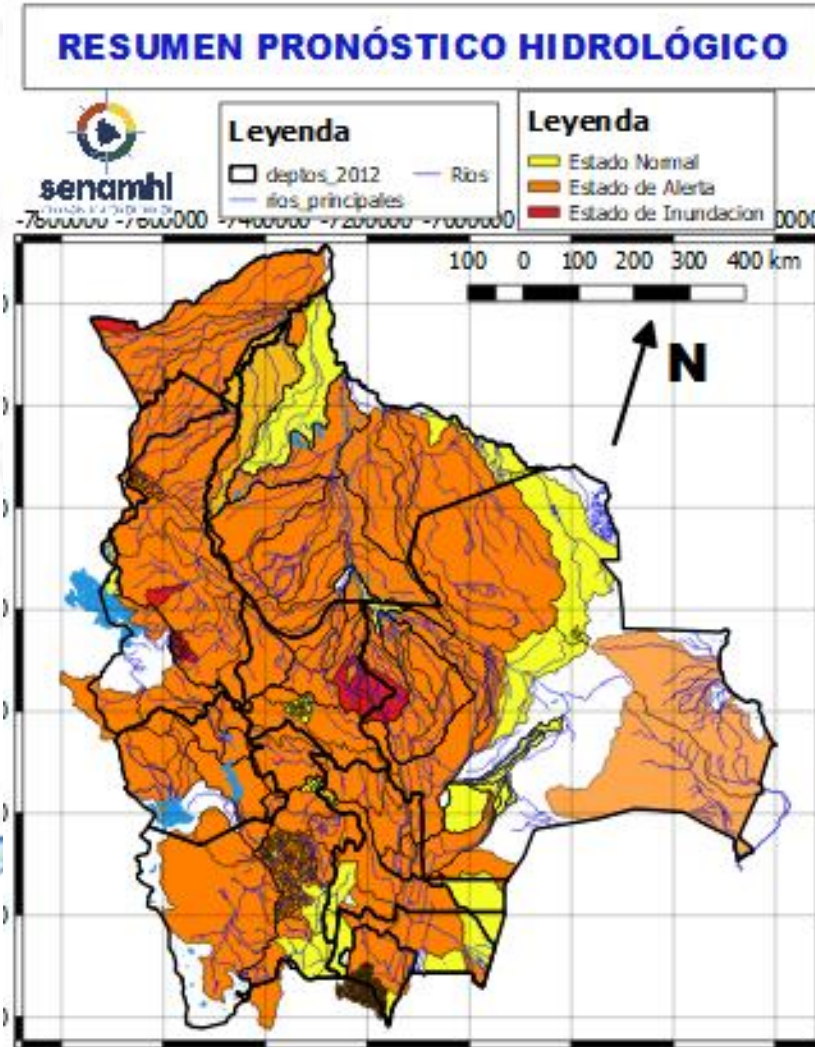 RESUMEN PRONÓSTICO HIDROLÓGICO
senamhi
Leyenda
deptos_2012
Rios
rios_principales
Leyenda
Estado Normal
Estado de Alerta
Estado de Inundacion
-7600000 -7400000 -7200000 -7000000
100 0 100 200 300 400 km
N